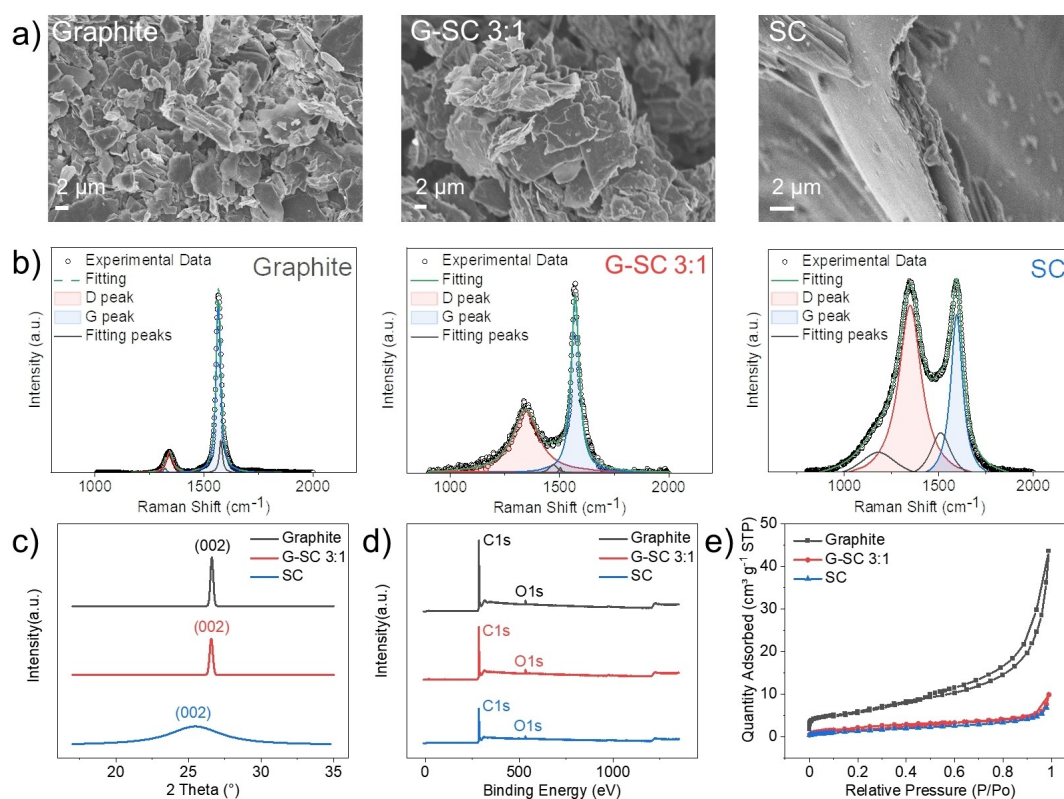 a)
Graphite
2 μm
G-SC 3:1
2 μm
SC
2 μm
b)
Experimental Data
Fitting
D peak
G peak
Fitting peaks
Graphite
Intensity (a.u.)
1000 1500 2000
Raman Shift (cm⁻¹)
Experimental Data
Fitting
D peak
G peak
Fitting peaks
G-SC 3:1
Intensity (a.u.)
1000 1500 2000
Raman Shift (cm⁻¹)
Experimental Data
Fitting
D peak
G peak
Fitting peaks
SC
Intensity (a.u.)
1000 1500 2000
Raman Shift (cm⁻¹)
c)
Graphite
G-SC 3:1
SC
(002)
(002)
(002)
Intensity(a.u.)
20 25 30 35
2 Theta (°)
d)
Graphite
G-SC 3:1
SC
C1s
O1s
C1s
O1s
C1s
O1s
Intensity(a.u.)
0 500 1000
Binding Energy (eV)
e)
Graphite
G-SC 3:1
SC
Quantity Adsorbed (cm³ g⁻¹ STP)
50
40
30
20
10
0
0 0.2 0.4 0.6 0.8 1
Relative Pressure (P/Po)